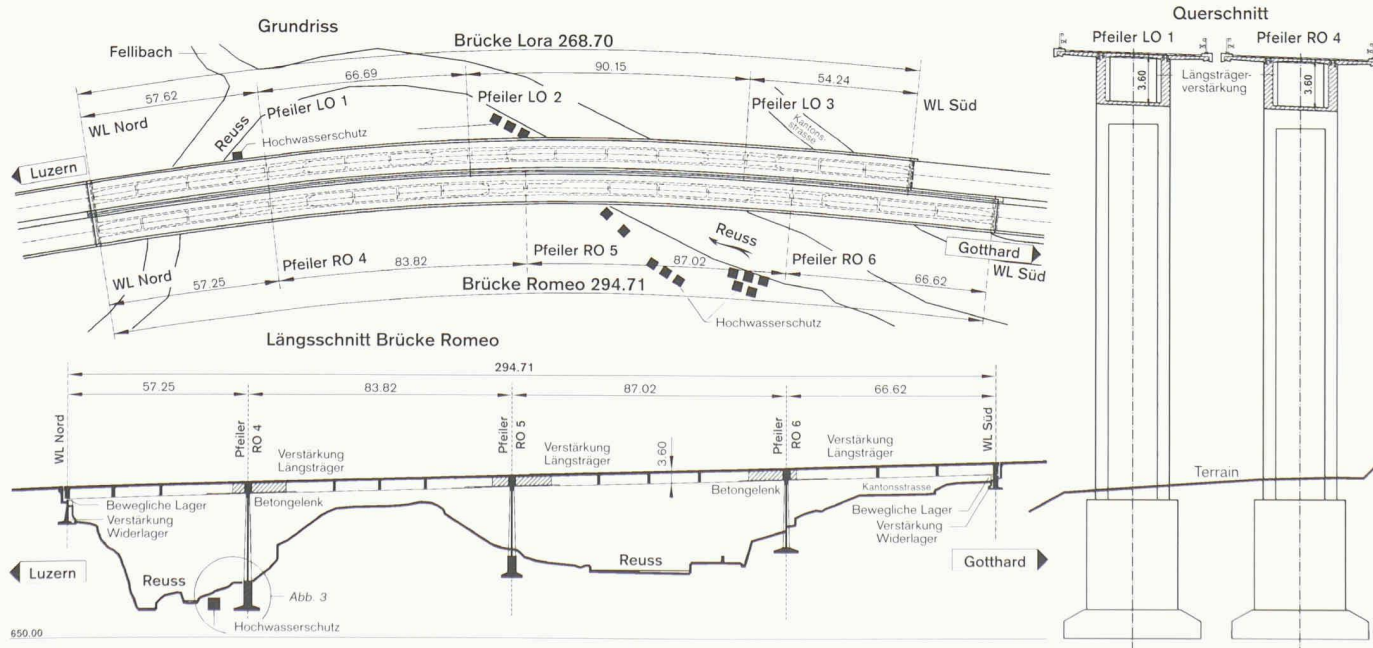 Grundriss
Fellibach
Brücke Lora 268.70
57.62
66.69
90.15
54.24
WL Nord
Pfeiler LO 1
Pfeiler LO 2
Pfeiler LO 3
WL Süd
Reuss
Hochwasserschutz
Kantons-
strasse
Luzern
Reuss
Gotthard
WL Nord
Pfeiler RO 4
Pfeiler RO 5
Pfeiler RO 6
WL Süd
57.25
83.82
87.02
66.62
Brücke Romeo 294.71
Hochwasserschutz
Längsschnitt Brücke Romeo
294.71
57.25
83.82
87.02
66.62
WL Nord
Pfeiler
RO 4
Pfeiler
RO 5
Pfeiler
RO 6
WL Süd
Verstärkung
Längsträger
Verstärkung
Längsträger
3.60
Verstärkung
Längsträger
Bewegliche Lager
Verstärkung
Widerlager
Betongelenk
Betongelenk
Kantonsstrasse
Bewegliche Lager
Verstärkung
Widerlager
Luzern
Reuss
Reuss
Gotthard
Abb. 3
Hochwasserschutz
650.00
Querschnitt
Pfeiler LO 1
Pfeiler RO 4
Längsträger-
verstärkung
3.60
3.60
Terrain